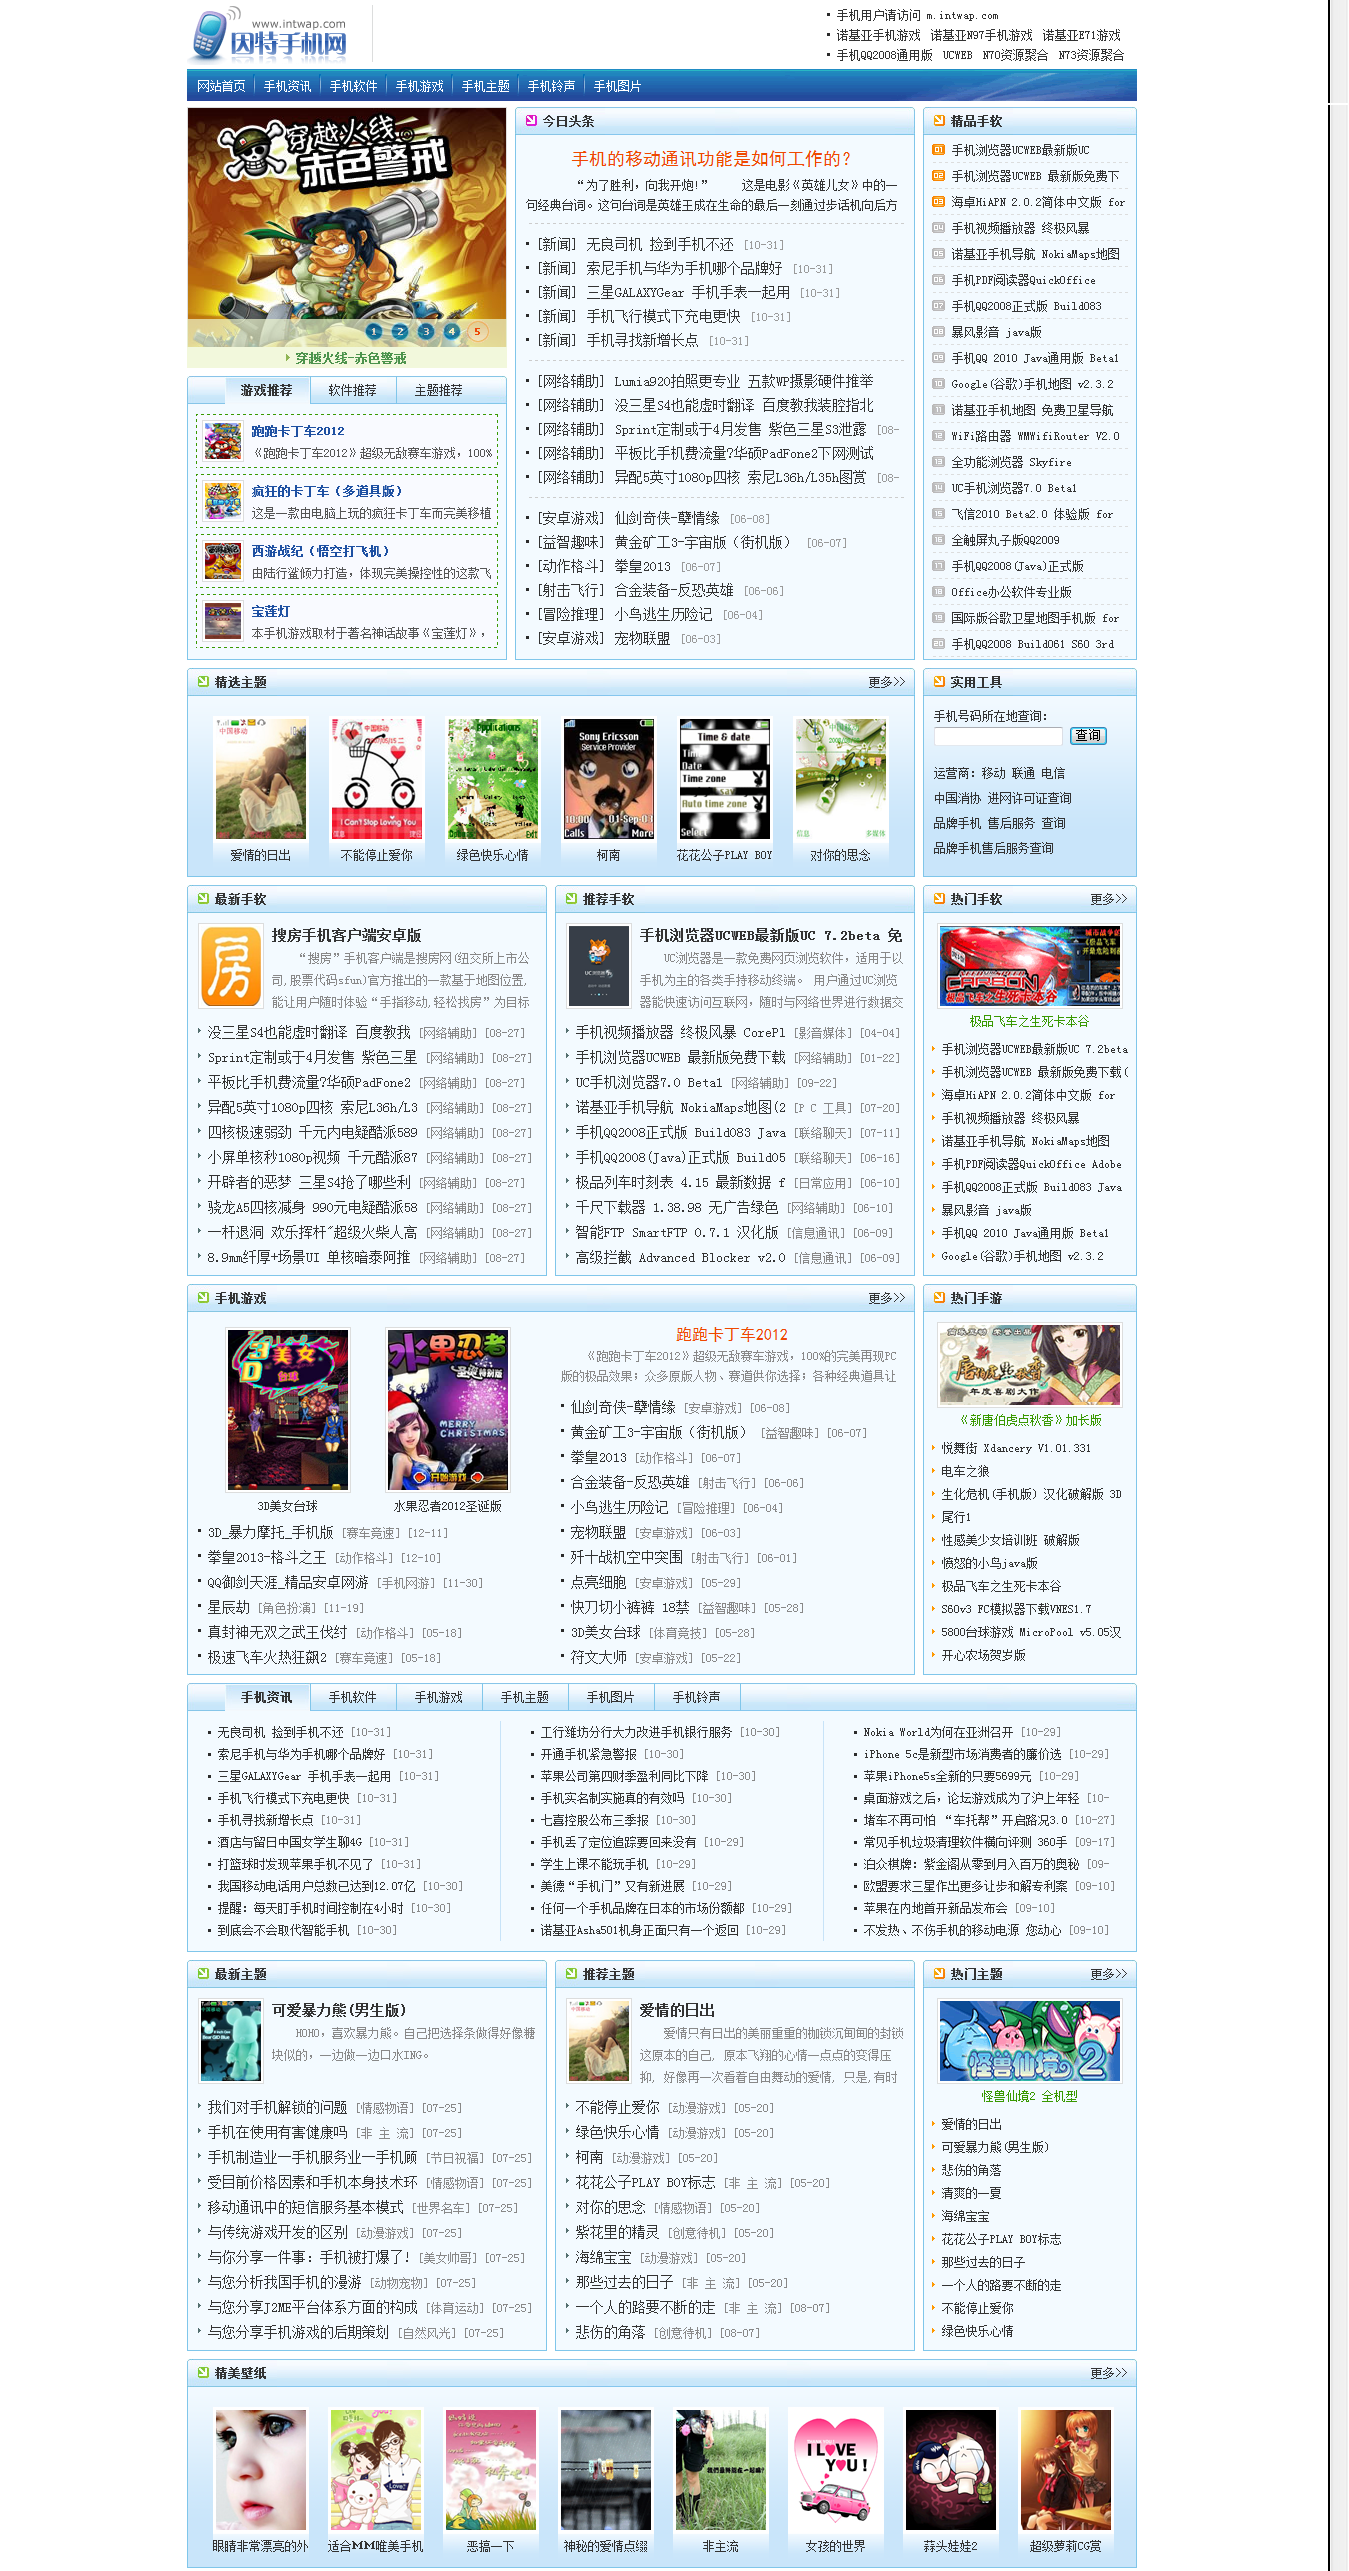 www.intwap.com
因特手机网
手机用户请访问 m.intwap.com
诺基亚手机游戏 诺基亚N97手机游戏 诺基亚E71游戏
手机QQ2008通用版 UCWEB N70资源聚合 N73资源聚合
网站首页 手机资讯 手机软件 手机游戏 手机主题 手机铃声 手机图片
穿越火线
赤色警戒
1 2 3 4 5
穿越火线-赤色警戒
游戏推荐 软件推荐 主题推荐
跑跑卡丁车2012
《跑跑卡丁车2012》超级无敌赛车游戏，100%
疯狂的卡丁车（多道具版）
这是一款由电脑上玩的疯狂卡丁车而完美移植
西游战纪（悟空打飞机）
由陆行鲨倾力打造，体现完美操控性的这款飞
宝莲灯
本手机游戏取材于著名神话故事《宝莲灯》，
今日头条
手机的移动通讯功能是如何工作的？
“为了胜利，向我开炮！” 这是电影《英雄儿女》中的一
句经典台词。这句台词是英雄王成在生命的最后一刻通过步话机向后方
[新闻] 无良司机 捡到手机不还 [10-31]
[新闻] 索尼手机与华为手机哪个品牌好 [10-31]
[新闻] 三星GALAXYGear 手机手表一起用 [10-31]
[新闻] 手机飞行模式下充电更快 [10-31]
[新闻] 手机寻找新增长点 [10-31]
[网络辅助] Lumia920拍照更专业 五款WP摄影硬件推举
[网络辅助] 没三星S4也能虚时翻译 百度教我装腔指北
[网络辅助] Sprint定制或于4月发售 紫色三星S3泄露 [08-
[网络辅助] 平板比手机费流量?华硕PadFone2下网测试
[网络辅助] 异配5英寸1080p四核 索尼L36h/L35h图赏 [08-
[安卓游戏] 仙剑奇侠-孽情缘 [06-08]
[益智趣味] 黄金矿工3-宇宙版（街机版） [06-07]
[动作格斗] 拳皇2013 [06-07]
[射击飞行] 合金装备-反恐英雄 [06-06]
[冒险推理] 小鸟逃生历险记 [06-04]
[安卓游戏] 宠物联盟 [06-03]
精品手软
01 手机浏览器UCWEB最新版UC
02 手机浏览器UCWEB 最新版免费下
03 海卓HiAPN 2.0.2简体中文版 for
04 手机视频播放器 终极风暴
05 诺基亚手机导航 NokiaMaps地图
06 手机PDF阅读器QuickOffice
07 手机QQ2008正式版 Build083
08 暴风影音 java版
09 手机QQ 2010 Java通用版 Beta1
10 Google(谷歌)手机地图 v2.3.2
11 诺基亚手机地图 免费卫星导航
12 WiFi路由器 WMWifiRouter V2.0
13 全功能浏览器 Skyfire
14 UC手机浏览器7.0 Beta1
15 飞信2010 Beta2.0 体验版 for
16 全触屏丸子版QQ2009
17 手机QQ2008(Java)正式版
18 Office办公软件专业版
19 国际版谷歌卫星地图手机版 for
20 手机QQ2008 Build061 S60 3rd
精选主题 更多>>
爱情的日出 不能停止爱你 绿色快乐心情 柯南 花花公子PLAY BOY 对你的思念
实用工具
手机号码所在地查询：
查询
运营商：移动 联通 电信
中国消协 进网许可证查询
品牌手机 售后服务 查询
品牌手机售后服务查询
最新手软
搜房手机客户端安卓版
“搜房”手机客户端是搜房网(纽交所上市公
司,股票代码sfun)官方推出的一款基于地图位置,
能让用户随时体验“手指移动,轻松找房”为目标
没三星S4也能虚时翻译 百度教我 [网络辅助] [08-27]
Sprint定制或于4月发售 紫色三星 [网络辅助] [08-27]
平板比手机费流量?华硕PadFone2 [网络辅助] [08-27]
异配5英寸1080p四核 索尼L36h/L3 [网络辅助] [08-27]
四核极速弱劲 千元内电疑酷派589 [网络辅助] [08-27]
小屏单核秒1080p视频 千元酷派87 [网络辅助] [08-27]
开辟者的恶梦 三星S4抢了哪些利 [网络辅助] [08-27]
骁龙A5四核减身 990元电疑酷派58 [网络辅助] [08-27]
一杆退洞 欢乐挥杆~超级火柴人高 [网络辅助] [08-27]
8.9mm纤厚+场景UI 单核暗泰阿推 [网络辅助] [08-27]
推荐手软
手机浏览器UCWEB最新版UC 7.2beta 免
UC浏览器是一款免费网页浏览软件，适用于以
手机为主的各类手持移动终端。 用户通过UC浏览
器能快速访问互联网，随时与网络世界进行数据交
手机视频播放器 终极风暴 CorePl [影音媒体] [04-04]
手机浏览器UCWEB 最新版免费下载 [网络辅助] [01-22]
UC手机浏览器7.0 Beta1 [网络辅助] [09-22]
诺基亚手机导航 NokiaMaps地图(2 [P C 工具] [07-20]
手机QQ2008正式版 Build083 Java [联络聊天] [07-11]
手机QQ2008(Java)正式版 Build05 [联络聊天] [06-16]
极品列车时刻表 4.15 最新数据 f [日常应用] [06-10]
千尺下载器 1.38.98 无广告绿色 [网络辅助] [06-10]
智能FTP SmartFTP 0.7.1 汉化版 [信息通讯] [06-09]
高级拦截 Advanced Blocker v2.0 [信息通讯] [06-09]
热门手软 更多>>
极品飞车之生死卡本谷
手机浏览器UCWEB最新版UC 7.2beta
手机浏览器UCWEB 最新版免费下载(
海卓HiAPN 2.0.2简体中文版 for
手机视频播放器 终极风暴
诺基亚手机导航 NokiaMaps地图
手机PDF阅读器QuickOffice Adobe
手机QQ2008正式版 Build083 Java
暴风影音 java版
手机QQ 2010 Java通用版 Beta1
Google(谷歌)手机地图 v2.3.2
手机游戏 更多>>
3D美女台球 水果忍者2012圣诞版
3D_暴力摩托_手机版 [赛车竞速] [12-11]
拳皇2013-格斗之王 [动作格斗] [12-10]
QQ御剑天涯_精品安卓网游 [手机网游] [11-30]
星辰劫 [角色扮演] [11-19]
真封神无双之武王伐纣 [动作格斗] [05-18]
极速飞车火热狂飙2 [赛车竞速] [05-18]
跑跑卡丁车2012
《跑跑卡丁车2012》超级无敌赛车游戏，100%的完美再现PC
版的极品效果；众多原版人物、赛道供你选择；各种经典道具让
仙剑奇侠-孽情缘 [安卓游戏] [06-08]
黄金矿工3-宇宙版（街机版） [益智趣味] [06-07]
拳皇2013 [动作格斗] [06-07]
合金装备-反恐英雄 [射击飞行] [06-06]
小鸟逃生历险记 [冒险推理] [06-04]
宠物联盟 [安卓游戏] [06-03]
歼十战机空中突围 [射击飞行] [06-01]
点亮细胞 [安卓游戏] [05-29]
快刀切小裤裤 18禁 [益智趣味] [05-28]
3D美女台球 [体育竞技] [05-28]
符文大师 [安卓游戏] [05-22]
热门手游
《新唐伯虎点秋香》加长版
悦舞街 Xdancery V1.01.331
电车之狼
生化危机(手机版) 汉化破解版 3D
尾行1
性感美少女培训班 破解版
愤怒的小鸟java版
极品飞车之生死卡本谷
S60v3 FC模拟器下载VNES1.7
5800台球游戏 MicroPool v5.05汉
开心农场贺岁版
手机资讯 手机软件 手机游戏 手机主题 手机图片 手机铃声
无良司机 捡到手机不还 [10-31]
索尼手机与华为手机哪个品牌好 [10-31]
三星GALAXYGear 手机手表一起用 [10-31]
手机飞行模式下充电更快 [10-31]
手机寻找新增长点 [10-31]
酒店与留日中国女学生聊4G [10-31]
打篮球时发现苹果手机不见了 [10-31]
我国移动电话用户总数已达到12.07亿 [10-30]
提醒：每天盯手机时间控制在4小时 [10-30]
到底会不会取代智能手机 [10-30]
工行潍坊分行大力改进手机银行服务 [10-30]
开通手机紧急警报 [10-30]
苹果公司第四财季盈利同比下降 [10-30]
手机实名制实施真的有效吗 [10-30]
七喜控股公布三季报 [10-30]
手机丢了定位追踪要回来没有 [10-29]
学生上课不能玩手机 [10-29]
美德“手机门”又有新进展 [10-29]
任何一个手机品牌在日本的市场份额都 [10-29]
诺基亚Asha501机身正面只有一个返回 [10-29]
Nokia World为何在亚洲召开 [10-29]
iPhone 5c是新型市场消费者的廉价选 [10-29]
苹果iPhone5s全新的只要5699元 [10-29]
桌面游戏之后，论坛游戏成为了沪上年轻 [10-
堵车不再可怕 “车托帮”开启路况3.0 [10-27]
常见手机垃圾清理软件横向评测 360手 [09-17]
泊众棋牌：紫金阁从零到月入百万的奥秘 [09-
欧盟要求三星作出更多让步和解专利案 [09-10]
苹果在内地首开新品发布会 [09-10]
不发热、不伤手机的移动电源 您动心 [09-10]
最新主题
可爱暴力熊(男生版)
HOHO，喜欢暴力熊。自己把选择条做得好像糖
块似的，一边做一边口水ING。
我们对手机解锁的问题 [情感物语] [07-25]
手机在使用有害健康吗 [非 主 流] [07-25]
手机制造业一手机服务业一手机顾 [节日祝福] [07-25]
受目前价格因素和手机本身技术环 [情感物语] [07-25]
移动通讯中的短信服务基本模式 [世界名车] [07-25]
与传统游戏开发的区别 [动漫游戏] [07-25]
与你分享一件事：手机被打爆了! [美女帅哥] [07-25]
与您分析我国手机的漫游 [动物宠物] [07-25]
与您分享J2ME平台体系方面的构成 [体育运动] [07-25]
与您分享手机游戏的后期策划 [自然风光] [07-25]
推荐主题
爱情的日出
爱情只有日出的美丽重重的枷锁沉甸甸的封锁
这原本的自己，原本飞翔的心情一点点的变得压
抑，好像再一次看着自由舞动的爱情，只是,有时
不能停止爱你 [动漫游戏] [05-20]
绿色快乐心情 [动漫游戏] [05-20]
柯南 [动漫游戏] [05-20]
花花公子PLAY BOY标志 [非 主 流] [05-20]
对你的思念 [情感物语] [05-20]
紫花里的精灵 [创意待机] [05-20]
海绵宝宝 [动漫游戏] [05-20]
那些过去的日子 [非 主 流] [05-20]
一个人的路要不断的走 [非 主 流] [08-07]
悲伤的角落 [创意待机] [08-07]
热门主题 更多>>
怪兽仙境2
怪兽仙境2 全机型
爱情的日出
可爱暴力熊(男生版)
悲伤的角落
清爽的一夏
海绵宝宝
花花公子PLAY BOY标志
那些过去的日子
一个人的路要不断的走
不能停止爱你
绿色快乐心情
精美壁纸 更多>>
I LOVE YOU!
眼睛非常漂亮的外 适合MM唯美手机 恶搞一下 神秘的爱情点缀 非主流 女孩的世界 蒜头娃娃2 超级萝莉CG赏